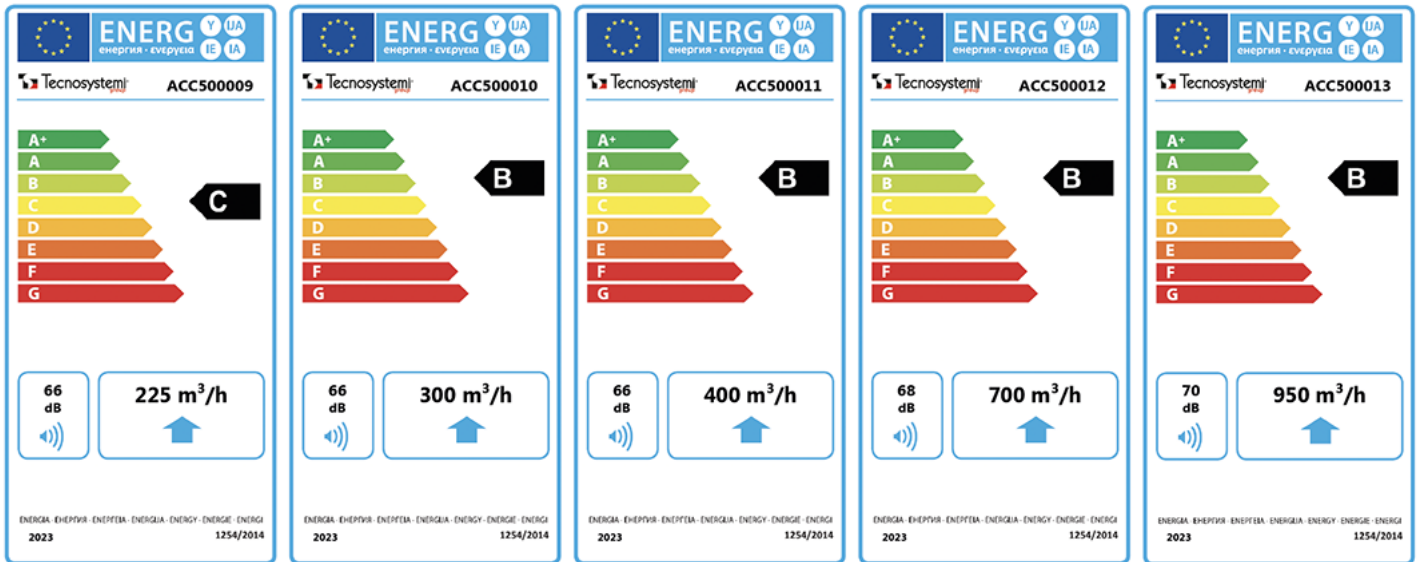 ENERG Y IJA
енергия · ενεργεια IE IA
Tecnosystemi group ACC500009
A+
A
B
C
D
E
F
G
C
66 dB
225 m³/h
ENERGIA · ЕНЕРГИЯ · ΕΝΕΡΓΕΙΑ · ENERGIJA · ENERGY · ENERGIE · ENERGI
2023 1254/2014
ENERG Y IJA
енергия · ενεργεια IE IA
Tecnosystemi group ACC500010
A+
A
B
C
D
E
F
G
B
66 dB
300 m³/h
ENERGIA · ЕНЕРГИЯ · ΕΝΕΡΓΕΙΑ · ENERGIJA · ENERGY · ENERGIE · ENERGI
2023 1254/2014
ENERG Y IJA
енергия · ενεργεια IE IA
Tecnosystemi group ACC500011
A+
A
B
C
D
E
F
G
B
66 dB
400 m³/h
ENERGIA · ЕНЕРГИЯ · ΕΝΕΡΓΕΙΑ · ENERGIJA · ENERGY · ENERGIE · ENERGI
2023 1254/2014
ENERG Y IJA
енергия · ενεργεια IE IA
Tecnosystemi group ACC500012
A+
A
B
C
D
E
F
G
B
68 dB
700 m³/h
ENERGIA · ЕНЕРГИЯ · ΕΝΕΡΓΕΙΑ · ENERGIJA · ENERGY · ENERGIE · ENERGI
2023 1254/2014
ENERG Y IJA
енергия · ενεργεια IE IA
Tecnosystemi group ACC500013
A+
A
B
C
D
E
F
G
B
70 dB
950 m³/h
ENERGIA · ЕНЕРГИЯ · ΕΝΕΡΓΕΙΑ · ENERGIJA · ENERGY · ENERGIE · ENERGI
2023 1254/2014